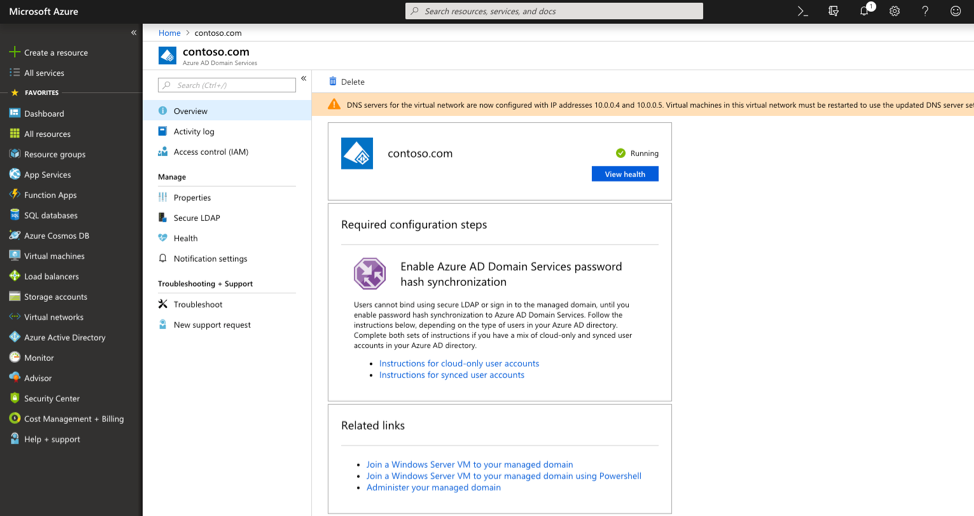 Microsoft Azure
Search resources, services, and docs
>_
1
?
«
Create a resource
All services
FAVORITES
Dashboard
All resources
Resource groups
App Services
Function Apps
SQL databases
Azure Cosmos DB
Virtual machines
Load balancers
Storage accounts
Virtual networks
Azure Active Directory
Monitor
Advisor
Security Center
Cost Management + Billing
Help + support
Home > contoso.com
contoso.com
Azure AD Domain Services
Search (Ctrl+/)
«
Overview
Activity log
Access control (IAM)
Manage
Properties
Secure LDAP
Health
Notification settings
Troubleshooting + Support
Troubleshoot
New support request
Delete
DNS servers for the virtual network are now configured with IP addresses 10.0.0.4 and 10.0.0.5. Virtual machines in this virtual network must be restarted to use the updated DNS server set
contoso.com
Running
View health
Required configuration steps
Enable Azure AD Domain Services password
hash synchronization
Users cannot bind using secure LDAP or sign in to the managed domain, until you
enable password hash synchronization to Azure AD Domain Services. Follow the
instructions below, depending on the type of users in your Azure AD directory.
Complete both sets of instructions if you have a mix of cloud-only and synced user
accounts in your Azure AD directory.
• Instructions for cloud-only user accounts
• Instructions for synced user accounts
Related links
• Join a Windows Server VM to your managed domain
• Join a Windows Server VM to your managed domain using Powershell
• Administer your managed domain